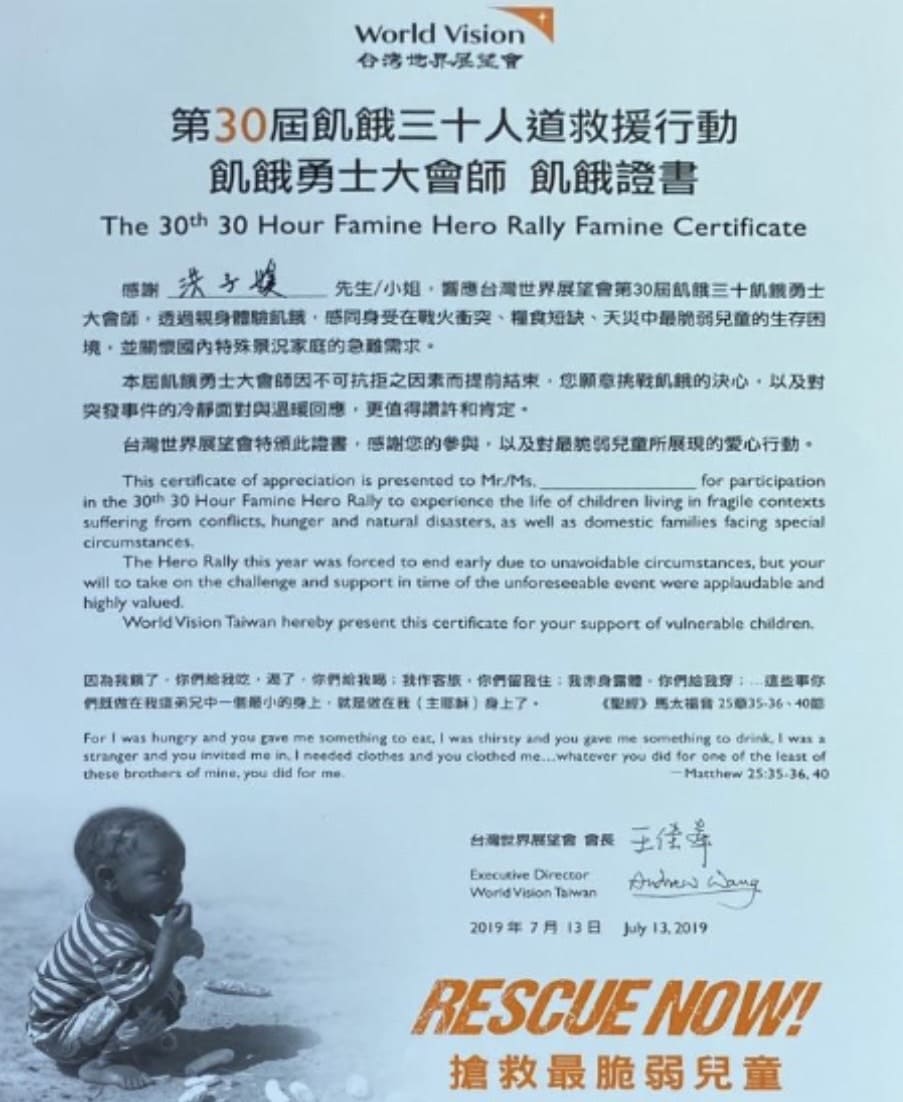 World Vision
台灣世界展望會
第30屆飢餓三十人道救援行動
飢餓勇士大會師 飢餓證書
The 30th 30 Hour Famine Hero Rally Famine Certificate
感謝 洪子媖 先生/小姐，響應台灣世界展望會第30屆飢餓三十飢餓勇士
大會師，透過親身體驗飢餓，感同身受在戰火衝突、糧食短缺、天災中最脆弱兒童的生存困
境，並關懷國內特殊景況家庭的急難需求。
本屆飢餓勇士大會師因不可抗拒之因素而提前結束，您願意挑戰飢餓的決心，以及對
突發事件的冷靜面對與溫暖回應，更值得讚許和肯定。
台灣世界展望會特頒此證書，感謝您的參與，以及對最脆弱兒童所展現的愛心行動。
This certificate of appreciation is presented to Mr/Ms. ________________ for participation
in the 30th 30 Hour Famine Hero Rally to experience the life of children living in fragile contexts
suffering from conflicts, hunger and natural disasters, as well as domestic families facing special
circumstances.
The Hero Rally this year was forced to end early due to unavoidable circumstances, but your
will to take on the challenge and support in time of the unforeseeable event were applaudable and
highly valued.
World Vision Taiwan hereby present this certificate for your support of vulnerable children.
因為我餓了，你們給我吃，渴了，你們給我喝；我作客旅，你們留我住；我赤身露體，你們給我穿；...這些事你
們既做在我這弟兄中一個最小的身上，就是做在我（主耶穌）身上了。 《聖經》馬太福音 25章35-36、40節
For I was hungry and you gave me something to eat, I was thirsty and you gave me something to drink, I was a
stranger and you invited me in, I needed clothes and you clothed me...whatever you did for one of the least of
these brothers of mine, you did for me. —Matthew 25:35-36, 40
台灣世界展望會 會長 王
Executive Director
World Vision Taiwan Andrew Wang
2019 年 7 月 13 日 July 13, 2019
RESCUE NOW!
搶救最脆弱兒童